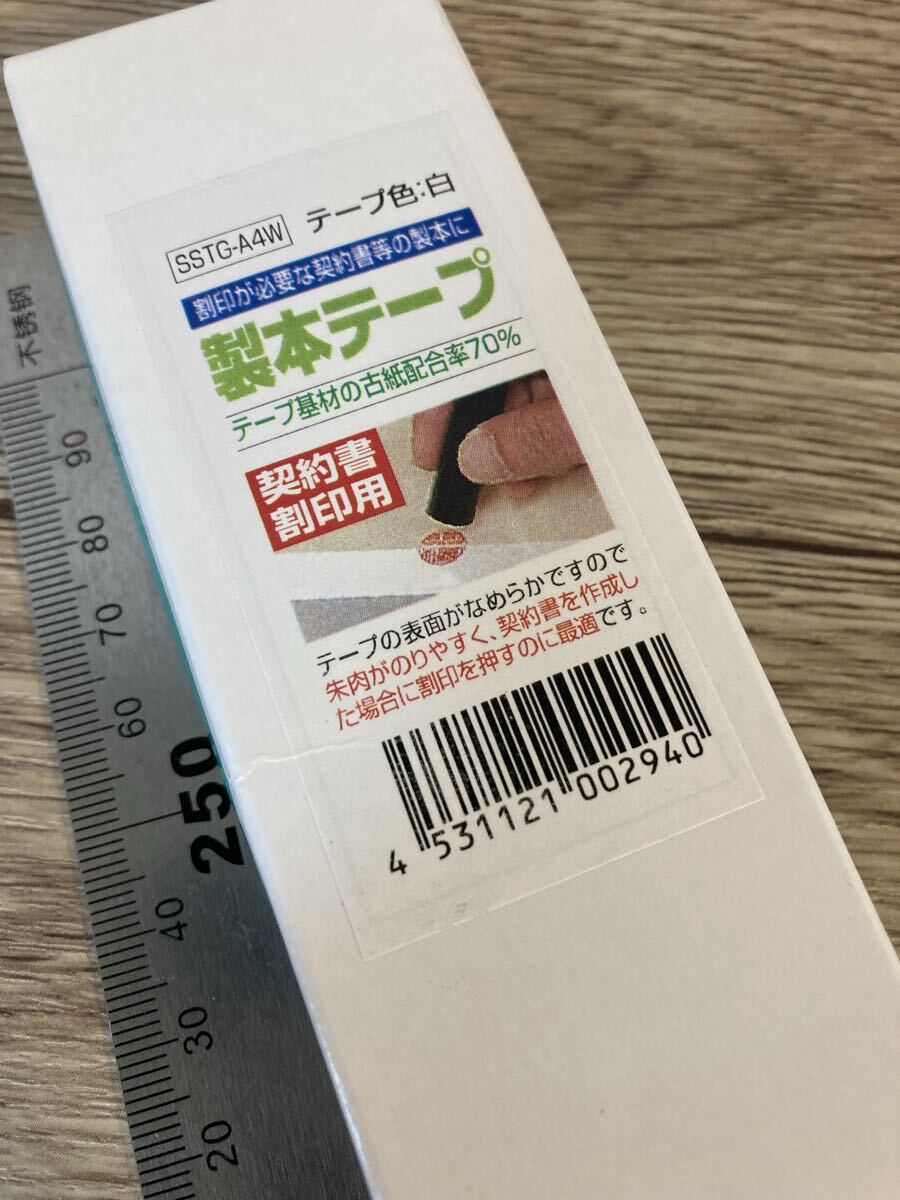 SSTG-A4W テープ色:白
割印が必要な契約書等の製本に
製本テープ
テープ基材の古紙配合率70%
契約書
割印用
テープの表面がなめらかですので
朱肉がのりやすく、契約書を作成し
た場合に割印を押すのに最適です。
4 531121 002940
不锈钢
90
80
70
60
250
40
30
20